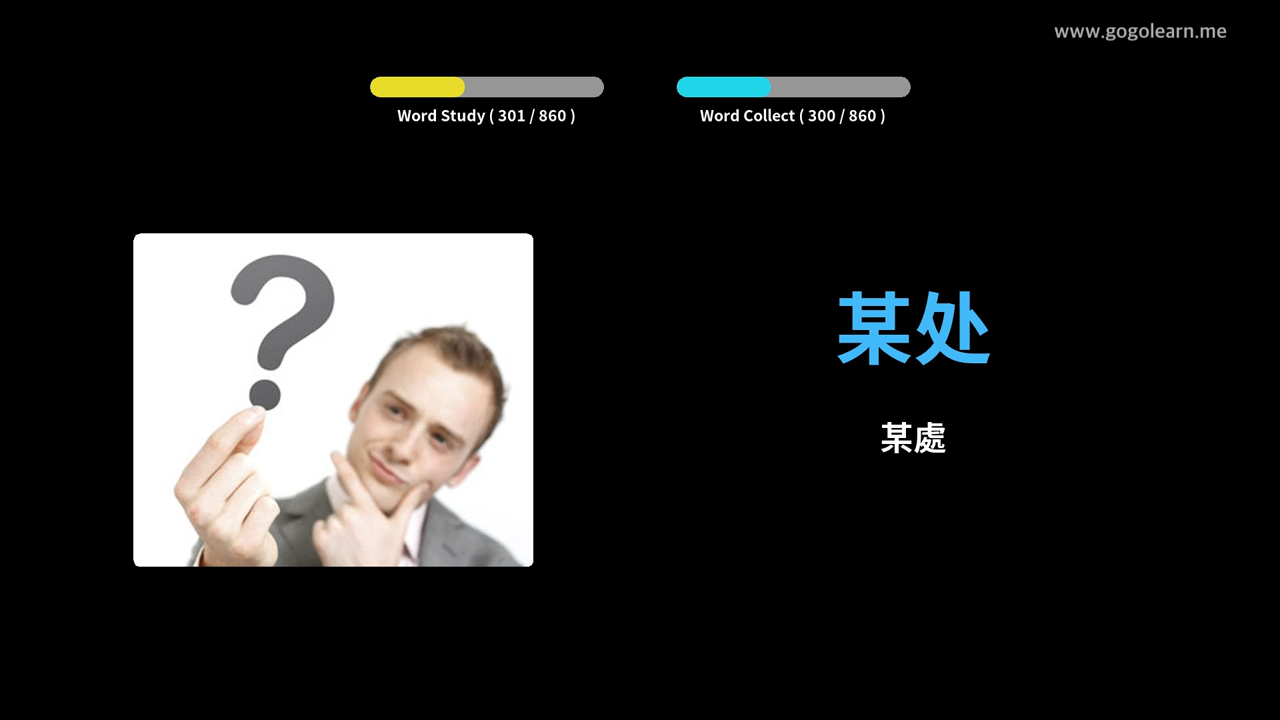 www.gogolearn.me
Word Study ( 301 / 860 )
Word Collect ( 300 / 860 )
?
某处
某處